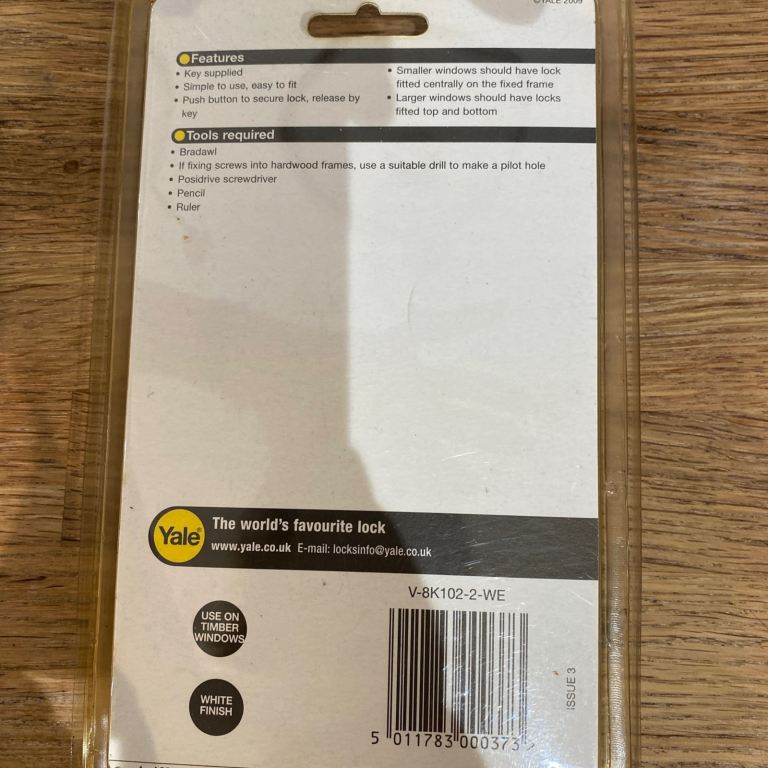 ©YALE 2009
Features
• Key supplied
• Simple to use, easy to fit
• Push button to secure lock, release by
key
• Smaller windows should have lock
fitted centrally on the fixed frame
• Larger windows should have locks
fitted top and bottom
Tools required
• Bradawl
• If fixing screws into hardwood frames, use a suitable drill to make a pilot hole
• Posidrive screwdriver
• Pencil
• Ruler
Yale®
The world's favourite lock
www.yale.co.uk E-mail: locksinfo@yale.co.uk
V-8K102-2-WE
USE ON
TIMBER
WINDOWS
WHITE
FINISH
ISSUE 3
5 011783 000373 >